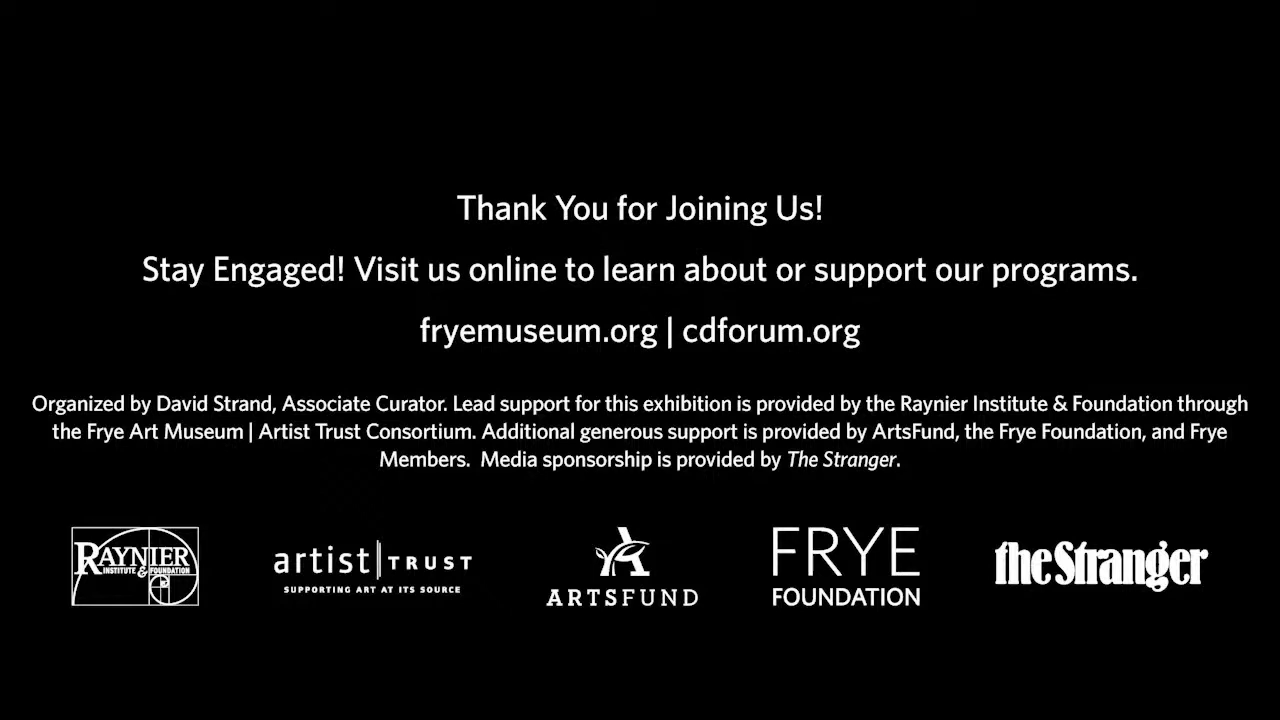 Thank You for Joining Us!
Stay Engaged! Visit us online to learn about or support our programs.
fryemuseum.org | cdforum.org
Organized by David Strand, Associate Curator. Lead support for this exhibition is provided by the Raynier Institute & Foundation through
the Frye Art Museum | Artist Trust Consortium. Additional generous support is provided by ArtsFund, the Frye Foundation, and Frye
Members.  Media sponsorship is provided by The Stranger.
RAYNIER
INSTITUTE & FOUNDATION
artist TRUST
SUPPORTING ART AT ITS SOURCE
A
ARTSFUND
FRYE
FOUNDATION
the Stranger